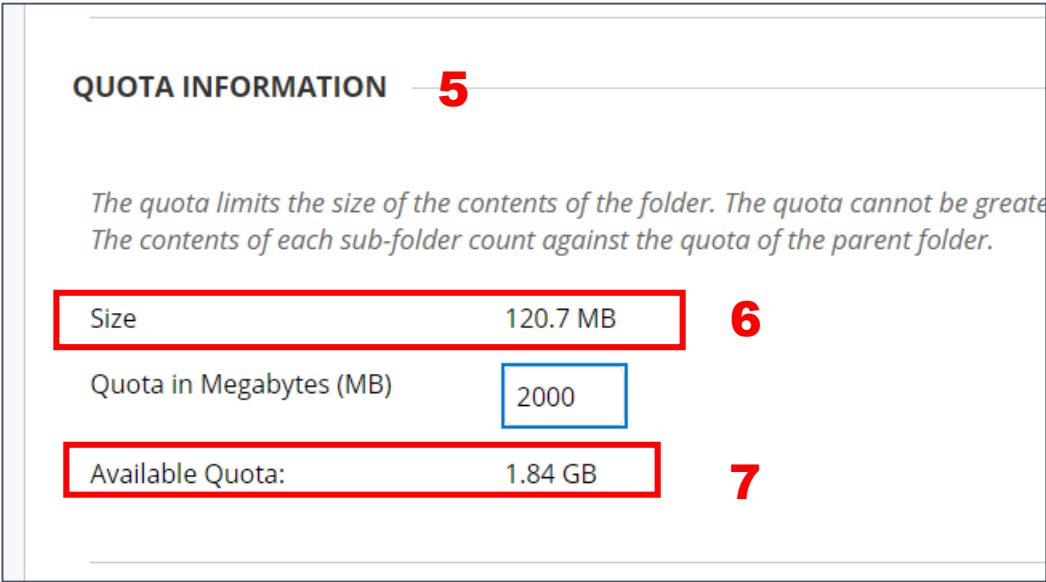 QUOTA INFORMATION 5
The quota limits the size of the contents of the folder. The quota cannot be greate
The contents of each sub-folder count against the quota of the parent folder.
Size 120.7 MB 6
Quota in Megabytes (MB) 2000
Available Quota: 1.84 GB 7